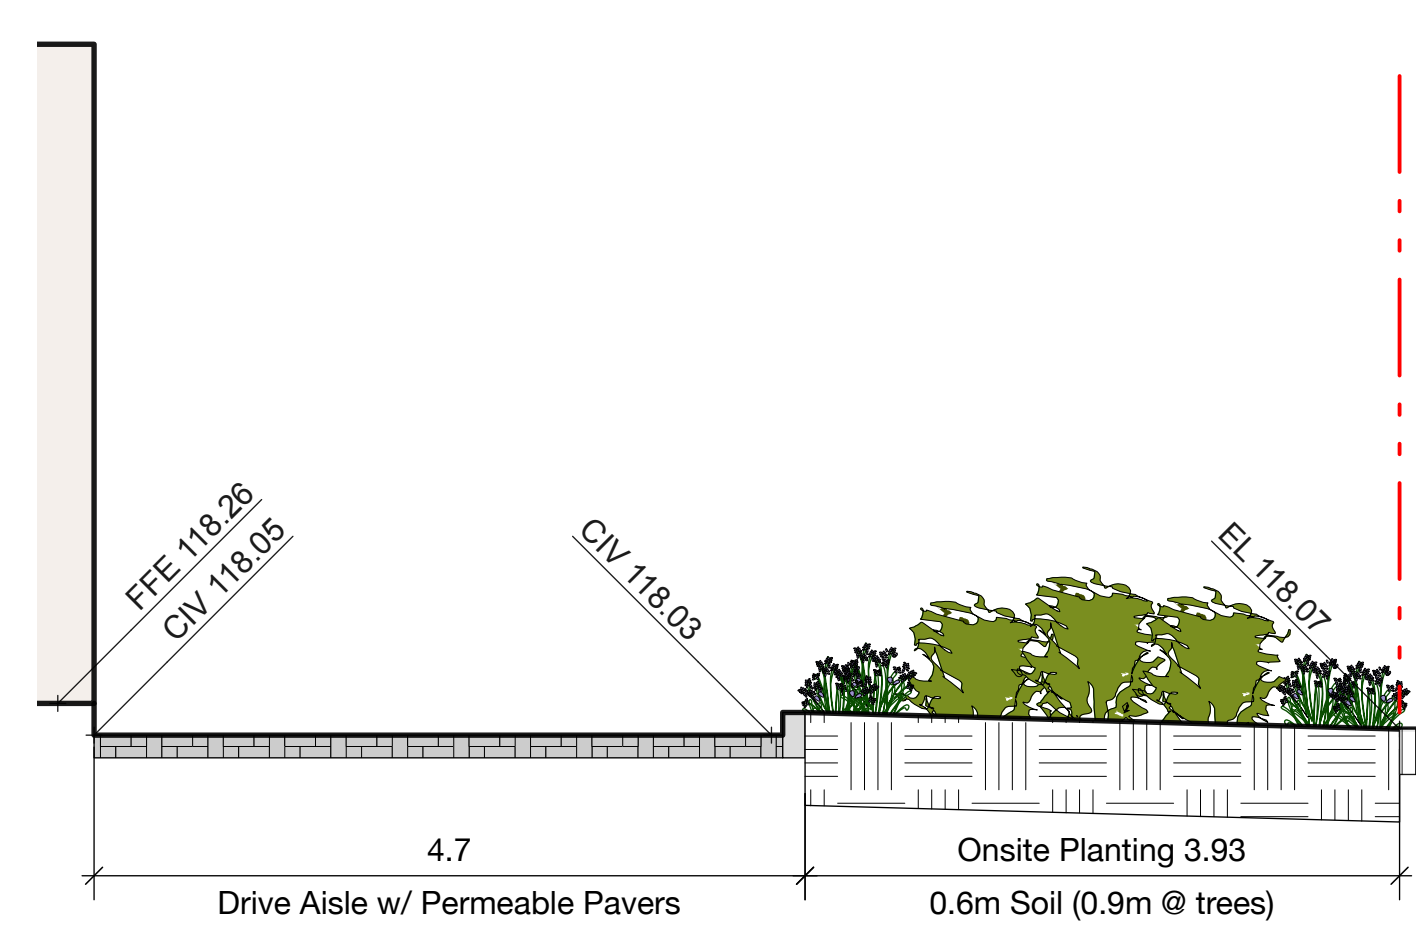 FFE 118.26
CIV 118.05
CIV 118.03
EL 118.07
4.7
Drive Aisle w/ Permeable Pavers
Onsite Planting 3.93
0.6m Soil (0.9m @ trees)